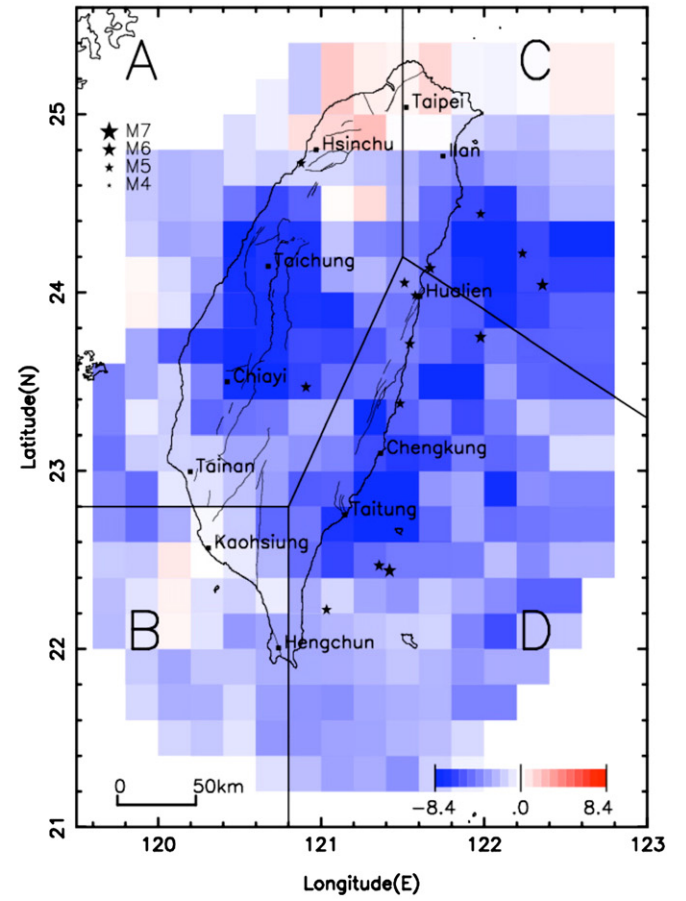 A
C
25
Taipei
M7
M6
M5
M4
Hsinchu
Ilan
Taichung
24
Hualien
Chiayi
Chengkung
23
Tainan
Taitung
Kaohsiung
B
D
22
Hengchun
0 50km
−8.4 .0 8.4
21
120 121 122 123
Latitude(N)
Longitude(E)